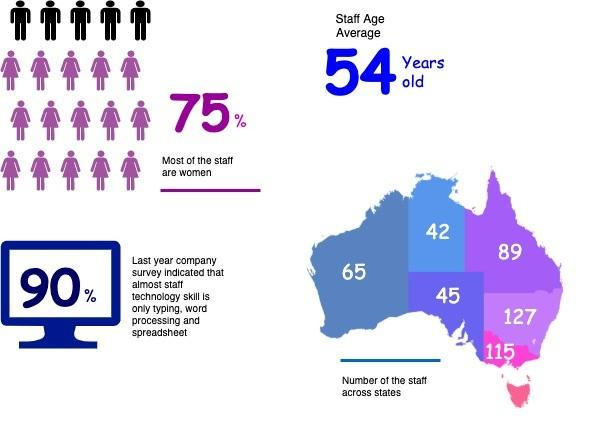 Staff Age
Average
54 Years
old
75%
Most of the staff
are women
90%
Last year company
survey indicated that
almost staff
technology skill is
only typing, word
processing and
spreadsheet
42
89
65
45
127
115
Number of the staff
across states